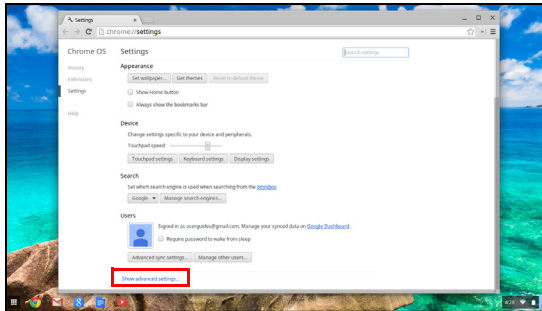 Settings
chrome://settings
Chrome OS
Settings
Search settings
History
Extensions
Settings
Help
Appearance
Set wallpaper... Get themes Reset to default theme
Show Home button
Always show the bookmarks bar
Device
Change settings specific to your device and peripherals.
Touchpad speed:
Touchpad settings Keyboard settings Display settings
Search
Set which search engine is used when searching from the omnibox.
Google Manage search engines...
Users
Signed in as acerguides@gmail.com. Manage your synced data on Google Dashboard.
Require password to wake from sleep
Advanced sync settings... Manage other users...
Show advanced settings...